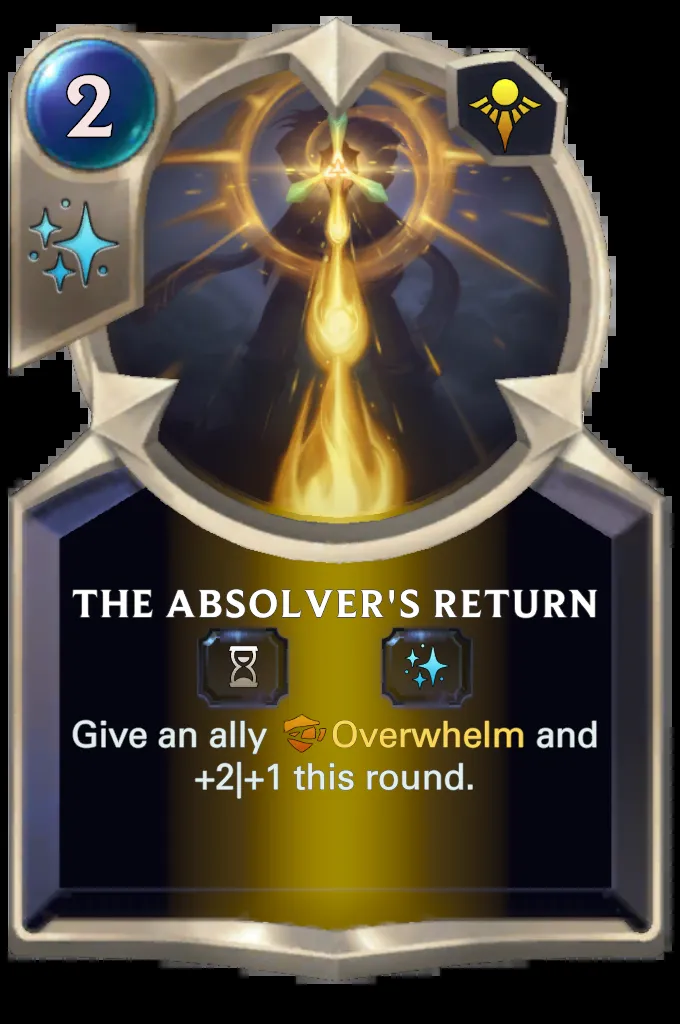 2
THE ABSOLVER'S RETURN
Give an ally Overwhelm and
+2|+1 this round.